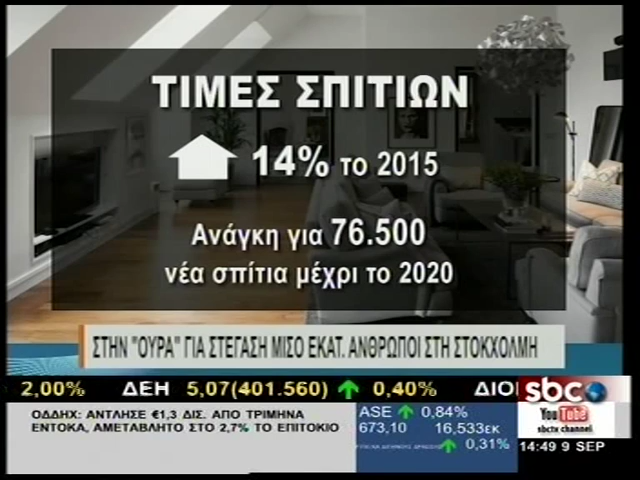 ΤΙΜΕΣ ΣΠΙΤΙΩΝ
14% το 2015
Ανάγκη για 76.500
νέα σπίτια μέχρι το 2020
ΣΤΗΝ "ΟΥΡΑ" ΓΙΑ ΣΤΕΓΑΣΗ ΜΙΣΟ ΕΚΑΤ. ΑΝΘΡΩΠΟΙ ΣΤΗ ΣΤΟΚΧΟΛΜΗ
2,00% ΔΕΗ 5,07(401.560) 0,40% ΔΙΟ
sbc
ΟΔΔΗΧ: ΑΝΤΛΗΣΕ €1,3 ΔΙΣ. ΑΠΟ ΤΡΙΜΗΝΑ
ΕΝΤΟΚΑ, ΑΜΕΤΑΒΛΗΤΟ ΣΤΟ 2,7% ΤΟ ΕΠΙΤΟΚΙΟ
ASE 0,84%
673,10 16,533εκ
0,31%
YouTube
sbctv channel
14:49 9 SEP